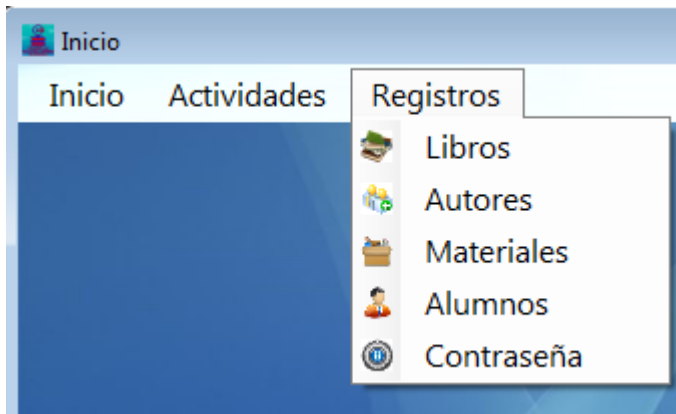 Inicio
Inicio Actividades Registros
Libros
Autores
Materiales
Alumnos
Contraseña